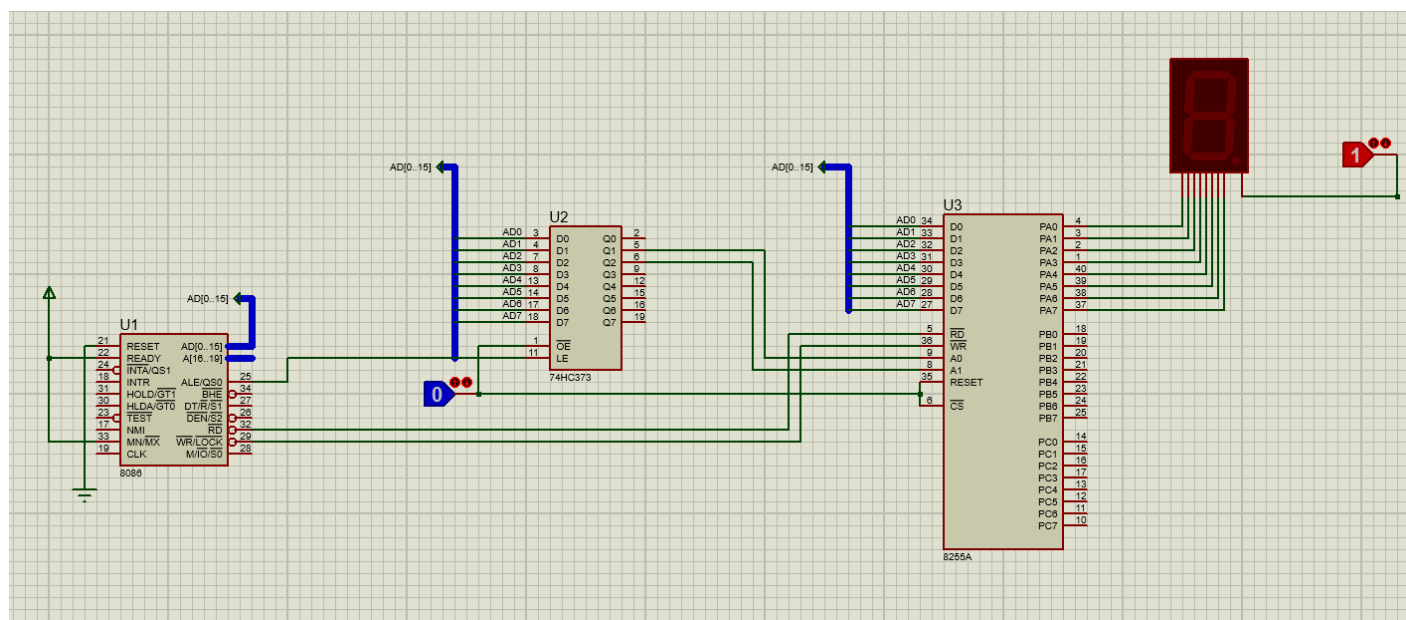 AD[0..15]
U1
21 RESET AD[0..15]
22 READY A[16..19]
24 INTA/QS1
18 INTR ALE/QS0 25
31 HOLD/GT1 BHE 34
30 HLDA/GT0 DT/R/S1 27
23 TEST DEN/S2 26
17 NMI RD 32
33 MN/MX WR/LOCK 29
19 CLK M/IO/S0 28
8086
AD[0..15]
U2
AD0 3 D0 Q0 2
AD1 4 D1 Q1 5
AD2 7 D2 Q2 6
AD3 8 D3 Q3 9
AD4 13 D4 Q4 12
AD5 14 D5 Q5 15
AD6 17 D6 Q6 16
AD7 18 D7 Q7 19
1 OE
11 LE
74HC373
0
AD[0..15]
U3
AD0 34 D0 PA0 4
AD1 33 D1 PA1 3
AD2 32 D2 PA2 2
AD3 31 D3 PA3 1
AD4 30 D4 PA4 40
AD5 29 D5 PA5 39
AD6 28 D6 PA6 38
AD7 27 D7 PA7 37
5 RD PB0 18
36 WR PB1 19
9 A0 PB2 20
8 A1 PB3 21
35 RESET PB4 22
PB5 23
6 CS PB6 24
PB7 25
PC0 14
PC1 15
PC2 16
PC3 17
PC4 13
PC5 12
PC6 11
PC7 10
8255A
1